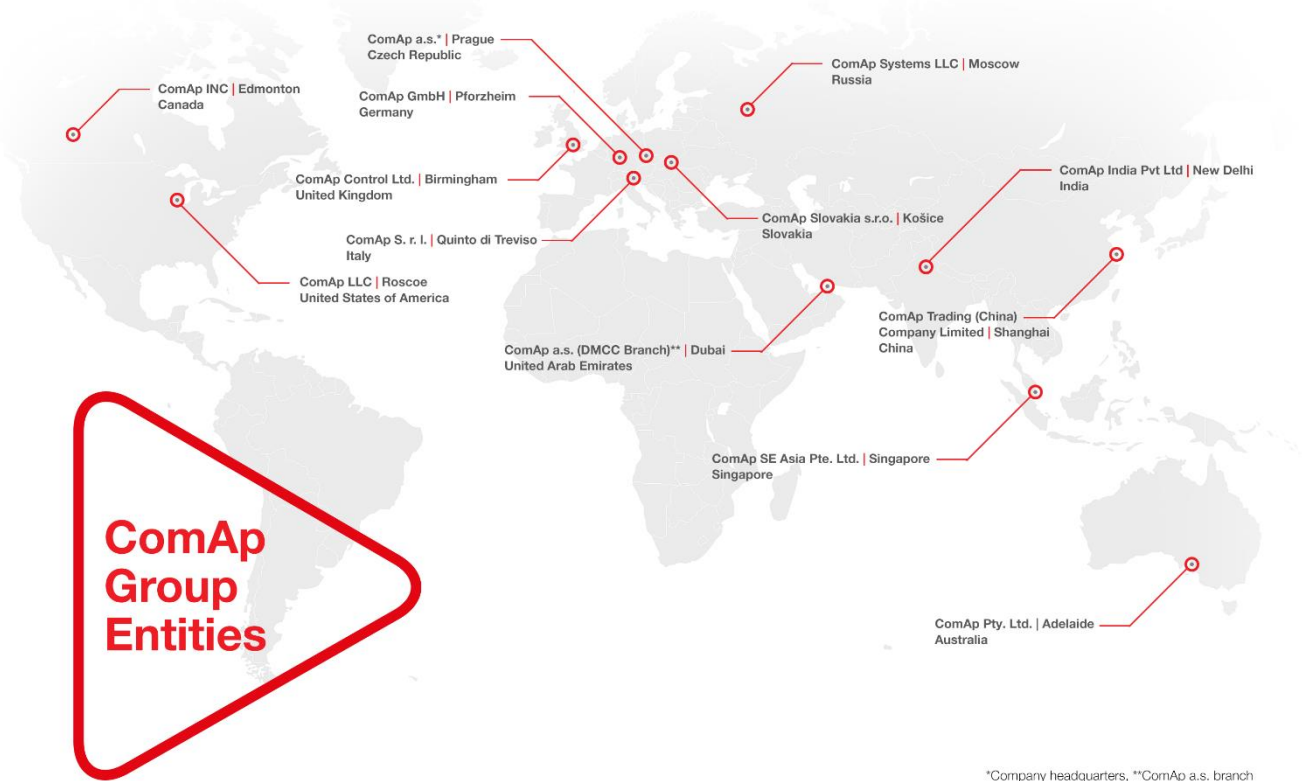 ComAp a.s.* | Prague
Czech Republic
ComAp Systems LLC | Moscow
Russia
ComAp INC | Edmonton
Canada
ComAp GmbH | Pforzheim
Germany
ComAp India Pvt Ltd | New Delhi
India
ComAp Control Ltd. | Birmingham
United Kingdom
ComAp Slovakia s.r.o. | Košice
Slovakia
ComAp S. r. l. | Quinto di Treviso
Italy
ComAp LLC | Roscoe
United States of America
ComAp Trading (China)
Company Limited | Shanghai
China
ComAp a.s. (DMCC Branch)** | Dubai
United Arab Emirates
ComAp SE Asia Pte. Ltd. | Singapore
Singapore
ComAp
Group
Entities
ComAp Pty. Ltd. | Adelaide
Australia
*Company headquarters, **ComAp a.s. branch